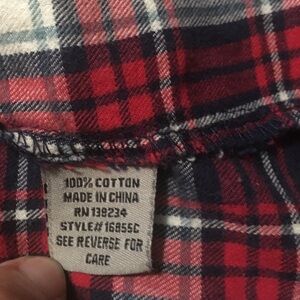 100% COTTON
MADE IN CHINA
RN 139234
STYLE# 16855C
SEE REVERSE FOR
CARE